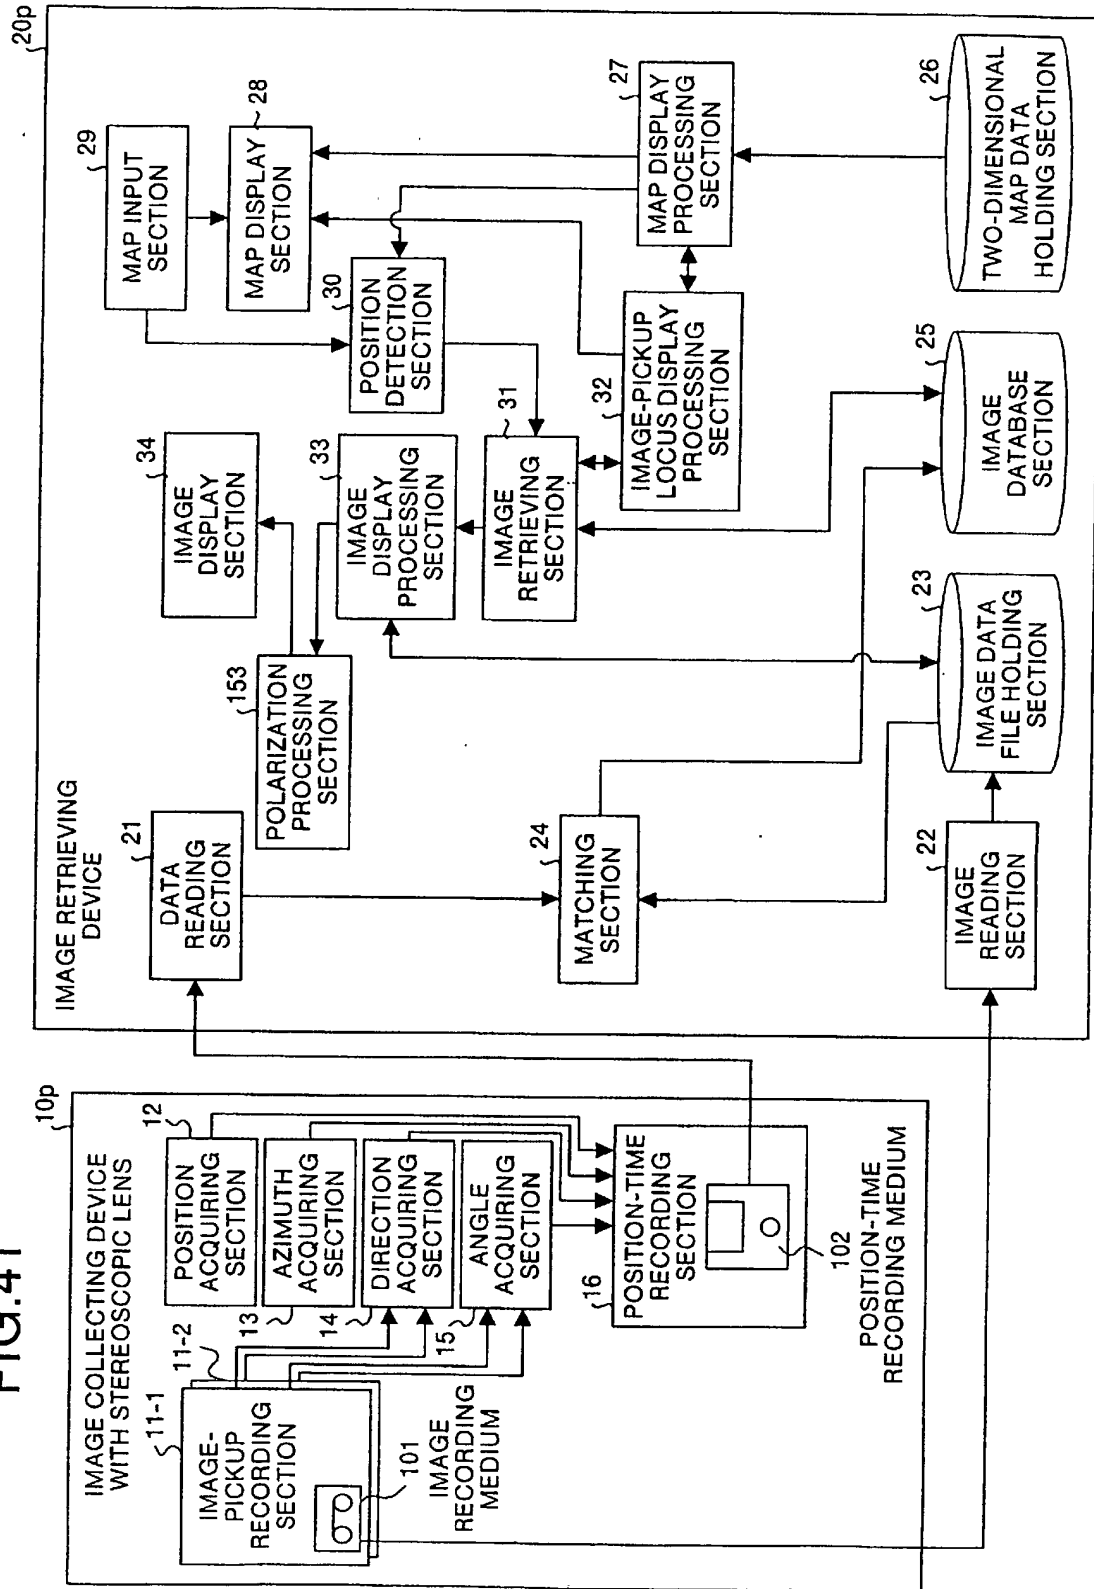 FIG.41
10p
IMAGE COLLECTING DEVICE
WITH STEREOSCOPIC LENS
11-1
11-2
IMAGE-
PICKUP
RECORDING
SECTION
101
IMAGE
RECORDING
MEDIUM
12
POSITION
ACQUIRING
SECTION
13
AZIMUTH
ACQUIRING
SECTION
14
DIRECTION
ACQUIRING
SECTION
15
ANGLE
ACQUIRING
SECTION
16
POSITION-TIME
RECORDING
SECTION
102
POSITION-TIME
RECORDING MEDIUM
20p
IMAGE RETRIEVING
DEVICE
21
DATA
READING
SECTION
153
POLARIZATION
PROCESSING
SECTION
34
IMAGE
DISPLAY
SECTION
29
MAP INPUT
SECTION
28
MAP DISPLAY
SECTION
30
POSITION
DETECTION
SECTION
33
IMAGE
DISPLAY
PROCESSING
SECTION
31
IMAGE
RETRIEVING
SECTION
24
MATCHING
SECTION
32
IMAGE-PICKUP
LOCUS DISPLAY
PROCESSING
SECTION
27
MAP DISPLAY
PROCESSING
SECTION
22
IMAGE
READING
SECTION
23
IMAGE DATA
FILE HOLDING
SECTION
25
IMAGE
DATABASE
SECTION
26
TWO-DIMENSIONAL
MAP DATA
HOLDING SECTION